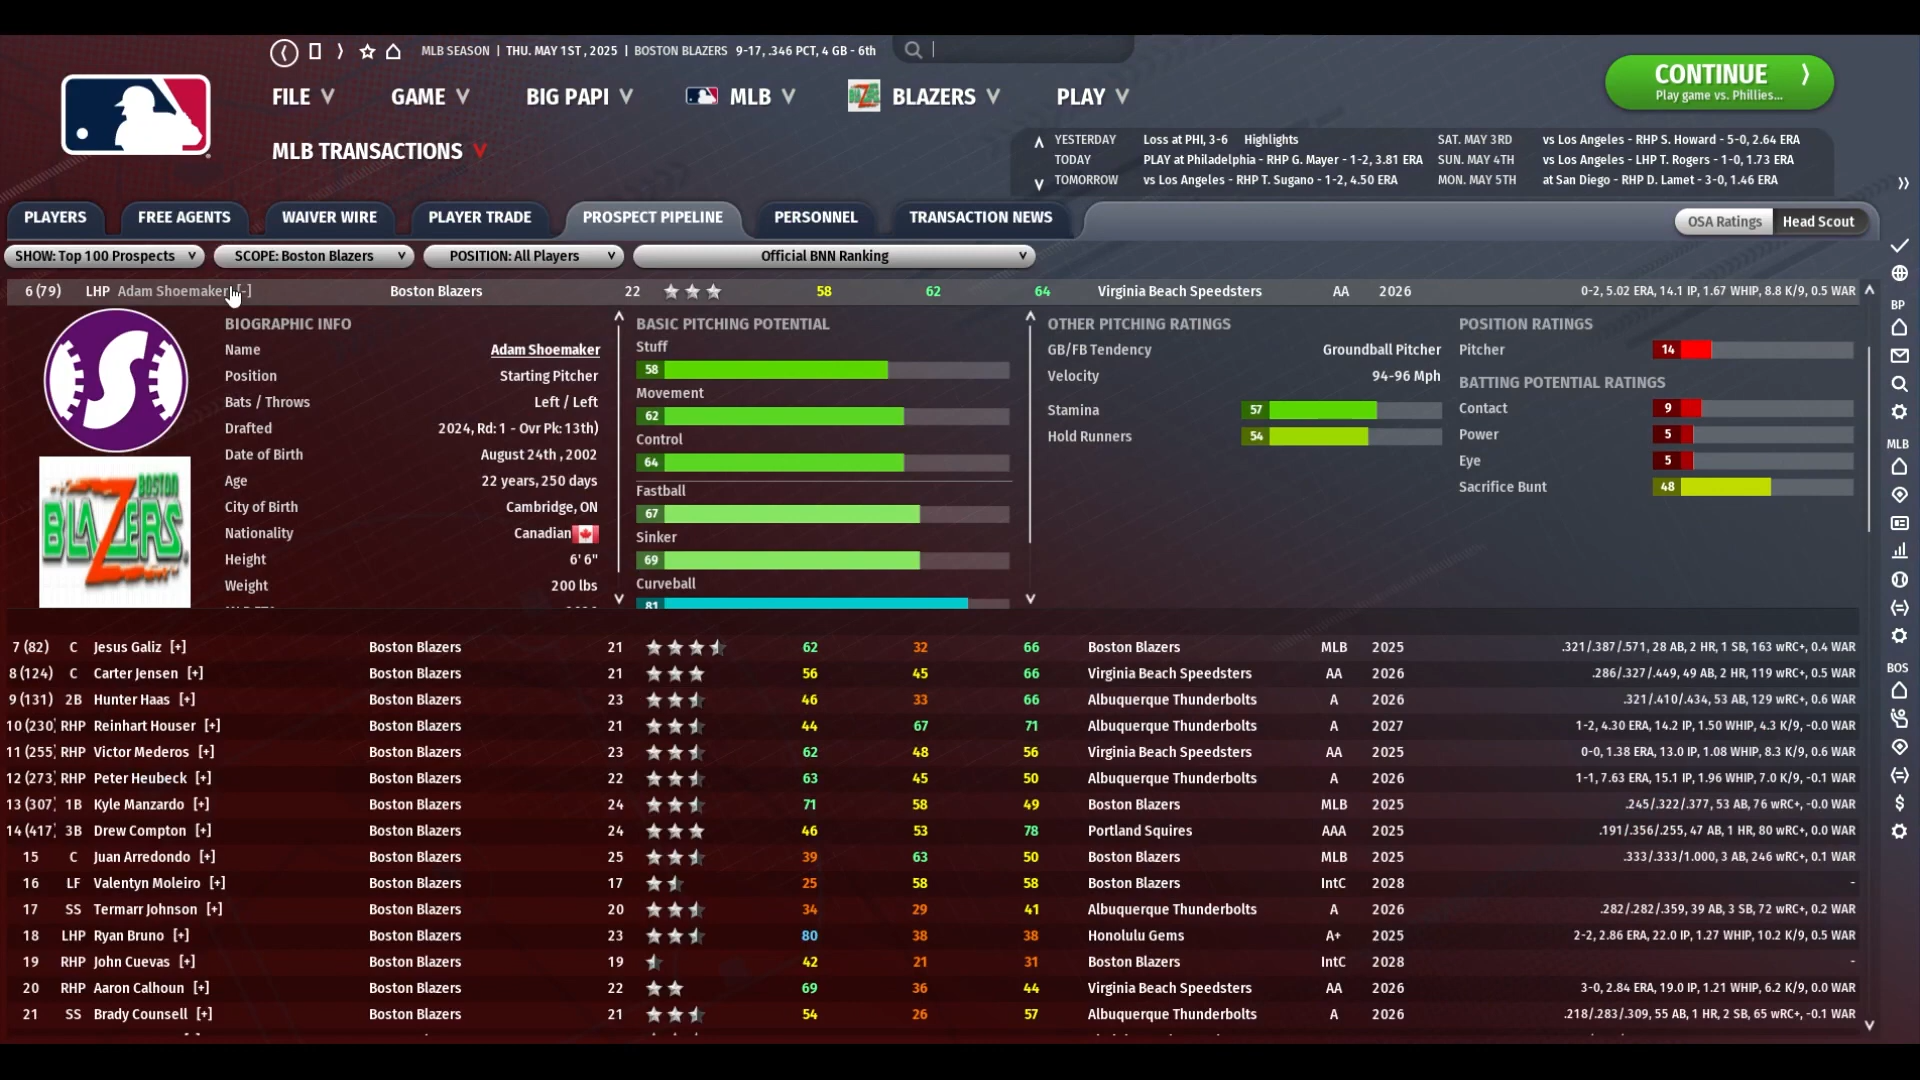 MLB SEASON | THU. MAY 1ST , 2025 | BOSTON BLAZERS 9-17, .346 PCT, 4 GB - 6th
FILE GAME BIG PAPI MLB BLAZERS PLAY
CONTINUE
Play game vs. Phillies...
MLB TRANSACTIONS
YESTERDAY Loss at PHI, 3-6 Highlights SAT. MAY 3RD vs Los Angeles - RHP S. Howard - 5-0, 2.64 ERA
TODAY PLAY at Philadelphia - RHP G. Mayer - 1-2, 3.81 ERA SUN. MAY 4TH vs Los Angeles - LHP T. Rogers - 1-0, 1.73 ERA
TOMORROW vs Los Angeles - RHP T. Sugano - 1-2, 4.50 ERA MON. MAY 5TH at San Diego - RHP D. Lamet - 3-0, 1.46 ERA
PLAYERS FREE AGENTS WAIVER WIRE PLAYER TRADE PROSPECT PIPELINE PERSONNEL TRANSACTION NEWS OSA Ratings Head Scout
SHOW: Top 100 Prospects SCOPE: Boston Blazers POSITION: All Players Official BNN Ranking
6 (79) LHP Adam Shoemaker [-] Boston Blazers 22 58 62 64 Virginia Beach Speedsters AA 2026 0-2, 5.02 ERA, 14.1 IP, 1.67 WHIP, 8.8 K/9, 0.5 WAR
BIOGRAPHIC INFO
Name Adam Shoemaker
Position Starting Pitcher
Bats / Throws Left / Left
Drafted 2024, Rd: 1 - Ovr Pk: 13th)
Date of Birth August 24th , 2002
Age 22 years, 250 days
City of Birth Cambridge, ON
Nationality Canadian
Height 6' 6"
Weight 200 lbs
BOSTON
BLAZERS
BASIC PITCHING POTENTIAL
Stuff
58
Movement
62
Control
64
Fastball
67
Sinker
69
Curveball
81
OTHER PITCHING RATINGS
GB/FB Tendency Groundball Pitcher
Velocity 94-96 Mph
Stamina 57
Hold Runners 54
POSITION RATINGS
Pitcher 14
BATTING POTENTIAL RATINGS
Contact 9
Power 5
Eye 5
Sacrifice Bunt 48
7 (82) C Jesus Galiz [+] Boston Blazers 21 62 32 66 Boston Blazers MLB 2025 .321/.387/.571, 28 AB, 2 HR, 1 SB, 163 wRC+, 0.4 WAR
8 (124) C Carter Jensen [+] Boston Blazers 21 56 45 66 Virginia Beach Speedsters AA 2026 .286/.327/.449, 49 AB, 2 HR, 119 wRC+, 0.5 WAR
9 (131) 2B Hunter Haas [+] Boston Blazers 23 46 33 66 Albuquerque Thunderbolts A 2026 .321/.410/.434, 53 AB, 129 wRC+, 0.6 WAR
10 (230) RHP Reinhart Houser [+] Boston Blazers 21 44 67 71 Albuquerque Thunderbolts A 2027 1-2, 4.30 ERA, 14.2 IP, 1.50 WHIP, 4.3 K/9, -0.0 WAR
11 (255) RHP Victor Mederos [+] Boston Blazers 23 62 48 56 Virginia Beach Speedsters AA 2025 0-0, 1.38 ERA, 13.0 IP, 1.08 WHIP, 8.3 K/9, 0.6 WAR
12 (273) RHP Peter Heubeck [+] Boston Blazers 22 63 45 50 Albuquerque Thunderbolts A 2026 1-1, 7.63 ERA, 15.1 IP, 1.96 WHIP, 7.0 K/9, -0.1 WAR
13 (307) 1B Kyle Manzardo [+] Boston Blazers 24 71 58 49 Boston Blazers MLB 2025 .245/.322/.377, 53 AB, 76 wRC+, -0.0 WAR
14 (417) 3B Drew Compton [+] Boston Blazers 24 46 53 78 Portland Squires AAA 2025 .191/.356/.255, 47 AB, 1 HR, 80 wRC+, 0.0 WAR
15 C Juan Arredondo [+] Boston Blazers 25 39 63 50 Boston Blazers MLB 2025 .333/.333/1.000, 3 AB, 246 wRC+, 0.1 WAR
16 LF Valentyn Moleiro [+] Boston Blazers 17 25 58 58 Boston Blazers IntC 2028 -
17 SS Termarr Johnson [+] Boston Blazers 20 34 29 41 Albuquerque Thunderbolts A 2026 .282/.282/.359, 39 AB, 3 SB, 72 wRC+, 0.2 WAR
18 LHP Ryan Bruno [+] Boston Blazers 23 80 38 38 Honolulu Gems A+ 2025 2-2, 2.86 ERA, 22.0 IP, 1.27 WHIP, 10.2 K/9, 0.5 WAR
19 RHP John Cuevas [+] Boston Blazers 19 42 21 31 Boston Blazers IntC 2028 -
20 RHP Aaron Calhoun [+] Boston Blazers 22 69 36 44 Virginia Beach Speedsters AA 2026 3-0, 2.84 ERA, 19.0 IP, 1.21 WHIP, 6.2 K/9, 0.0 WAR
21 SS Brady Counsell [+] Boston Blazers 21 54 26 57 Albuquerque Thunderbolts A 2026 .218/.283/.309, 55 AB, 1 HR, 2 SB, 65 wRC+, -0.1 WAR
BP
MLB
BOS